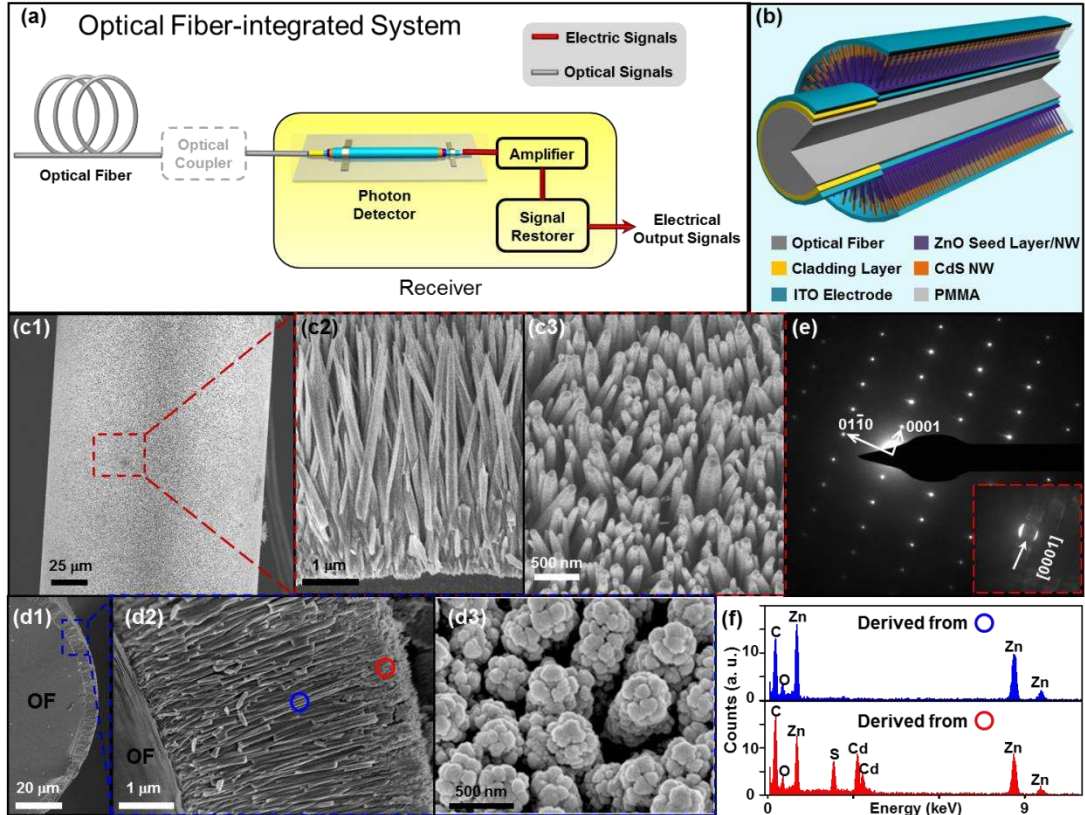 (a)
Optical Fiber-integrated System
Electric Signals
Optical Signals
Optical
Coupler
Optical Fiber
Photon
Detector
Amplifier
Signal
Restorer
Electrical
Output Signals
Receiver
(b)
Optical Fiber
ZnO Seed Layer/NW
Cladding Layer
CdS NW
ITO Electrode
PMMA
(c1)
25 μm
(c2)
1 μm
(c3)
500 nm
(e)
011̄0
0001
[0001]
(d1)
OF
20 μm
(d2)
OF
1 μm
(d3)
500 nm
(f)
Derived from
C
O
Zn
Zn
Zn
10
0
Derived from
C
O
Zn
S
Cd
Cd
Zn
Zn
10
0
Counts (a. u.)
0
Energy (keV)
9